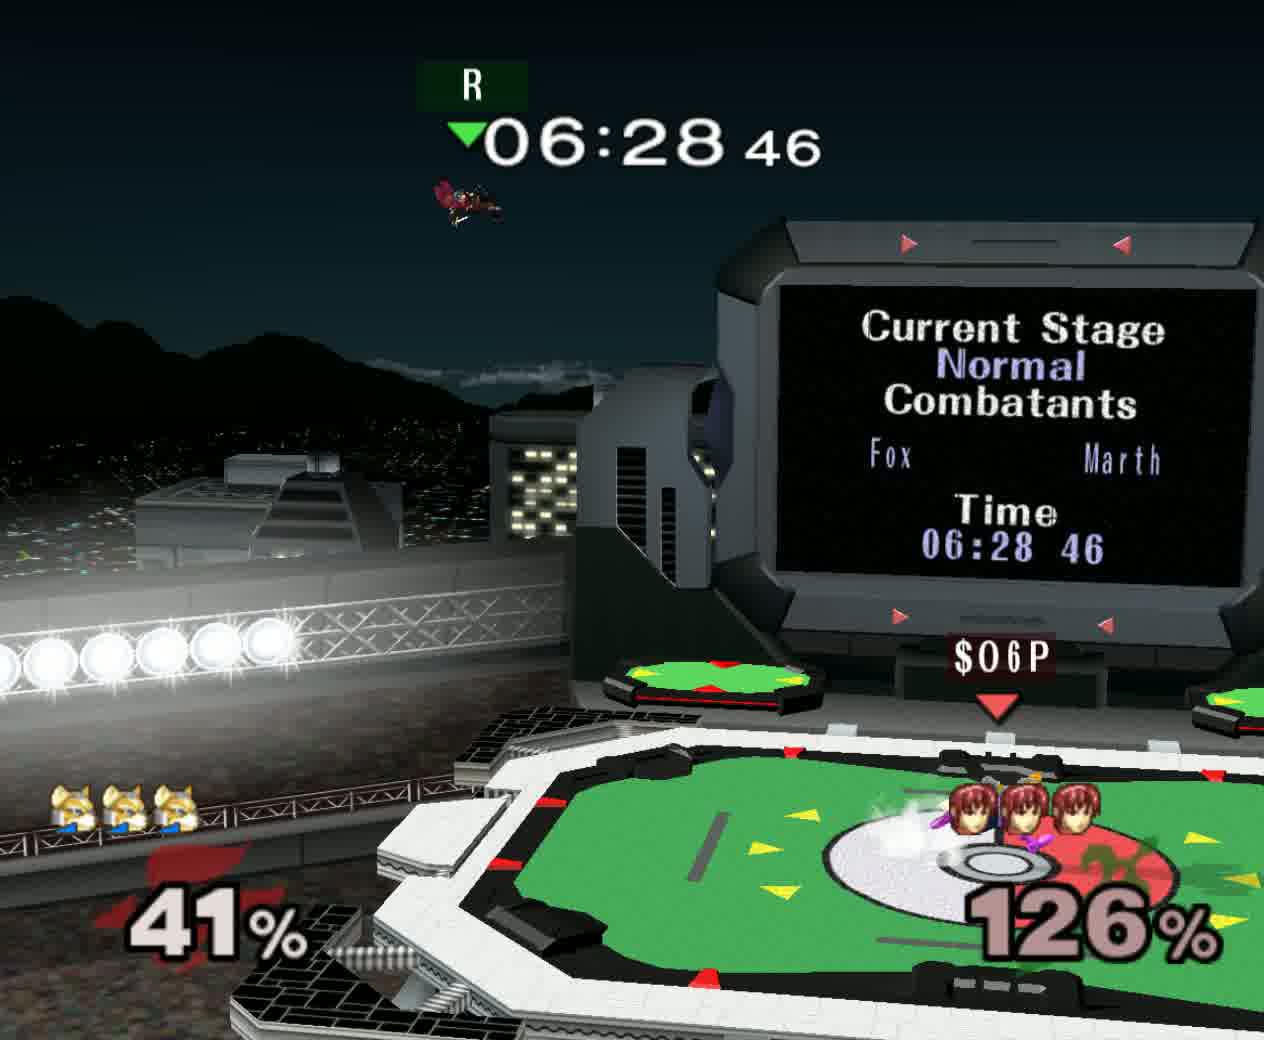 R
06:28 46
Current Stage
Normal
Combatants
Fox Marth
Time
06:28 46
$06P
41%
126%